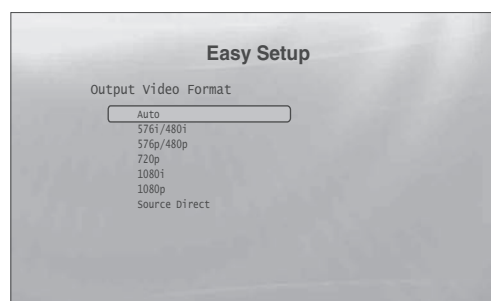 Easy Setup
Output Video Format
Auto
576i/480i
576p/480p
720p
1080i
1080p
Source Direct